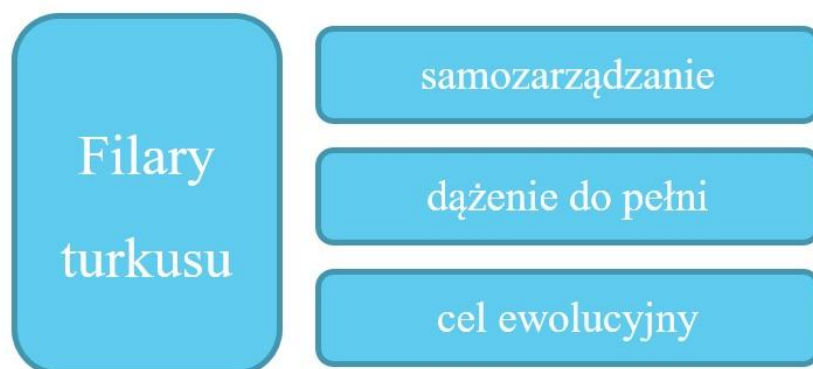 Filary
turkusu
samozarządzanie
dążenie do pełni
cel ewolucyjny